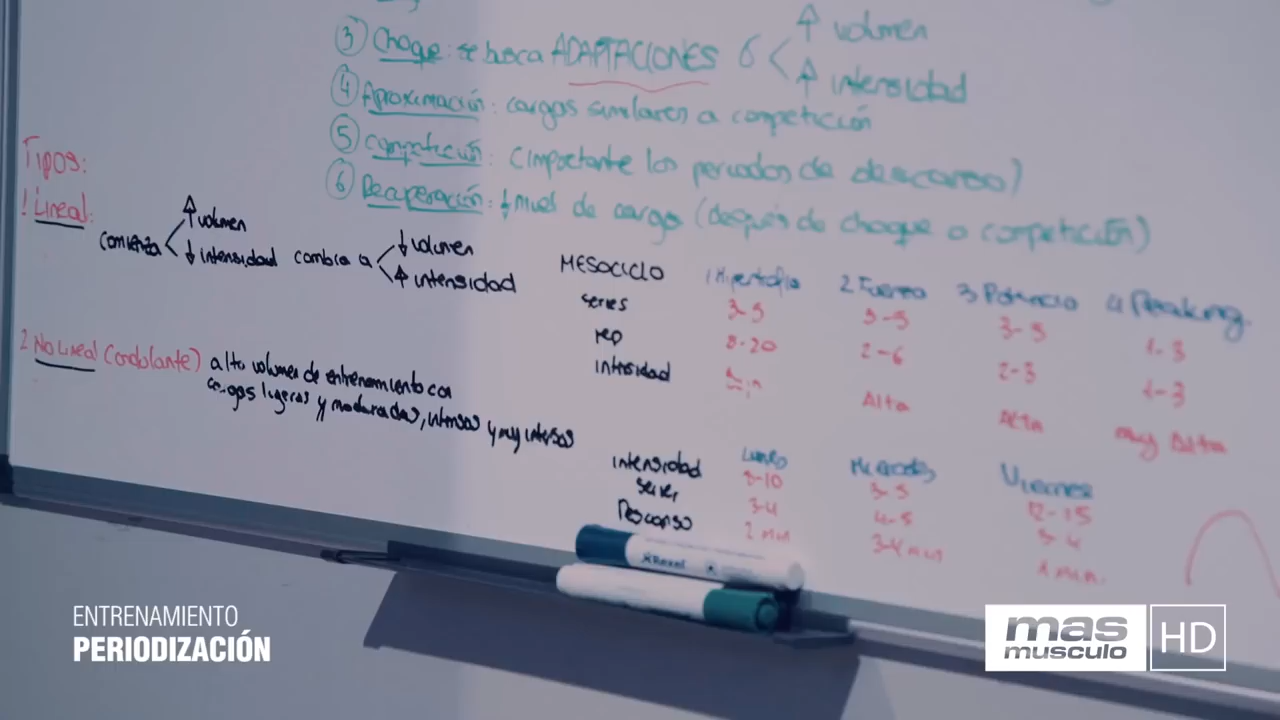 3 Choque: se busca ADAPTACIONES 6 < ↑ volumen
↑ intensidad
4 Aproximación: cargas similares a competición
5 Competición: (importante los periodos de descanso)
6 Recuperación: ↓ nivel de carga (después de choque o competición)
Tipos:
1 Lineal:
comienza < ↑ volumen
↓ intensidad cambia a < ↓ volumen
↑ intensidad
MESOCICLO 1 Hipertrofia 2 Fuerza 3 Potencia 4 Peaking
series 3-5 3-5 3-5 1-3
rep 8-20 2-6 2-3 1-3
intensidad Alta ALTA muy Alta
2 No Lineal (ondolante) alto volumen de entrenamiento con
cargas ligeras y moderadas, intensas y muy intensas
Lunes Miercoles Viernes
intensidad 8-10 3-5 12-15
series 3-4 4-5 3-4
Descanso 2 min 3-4 min 1 min.
Rexel
ENTRENAMIENTO
PERIODIZACIÓN
mas
musculo
HD